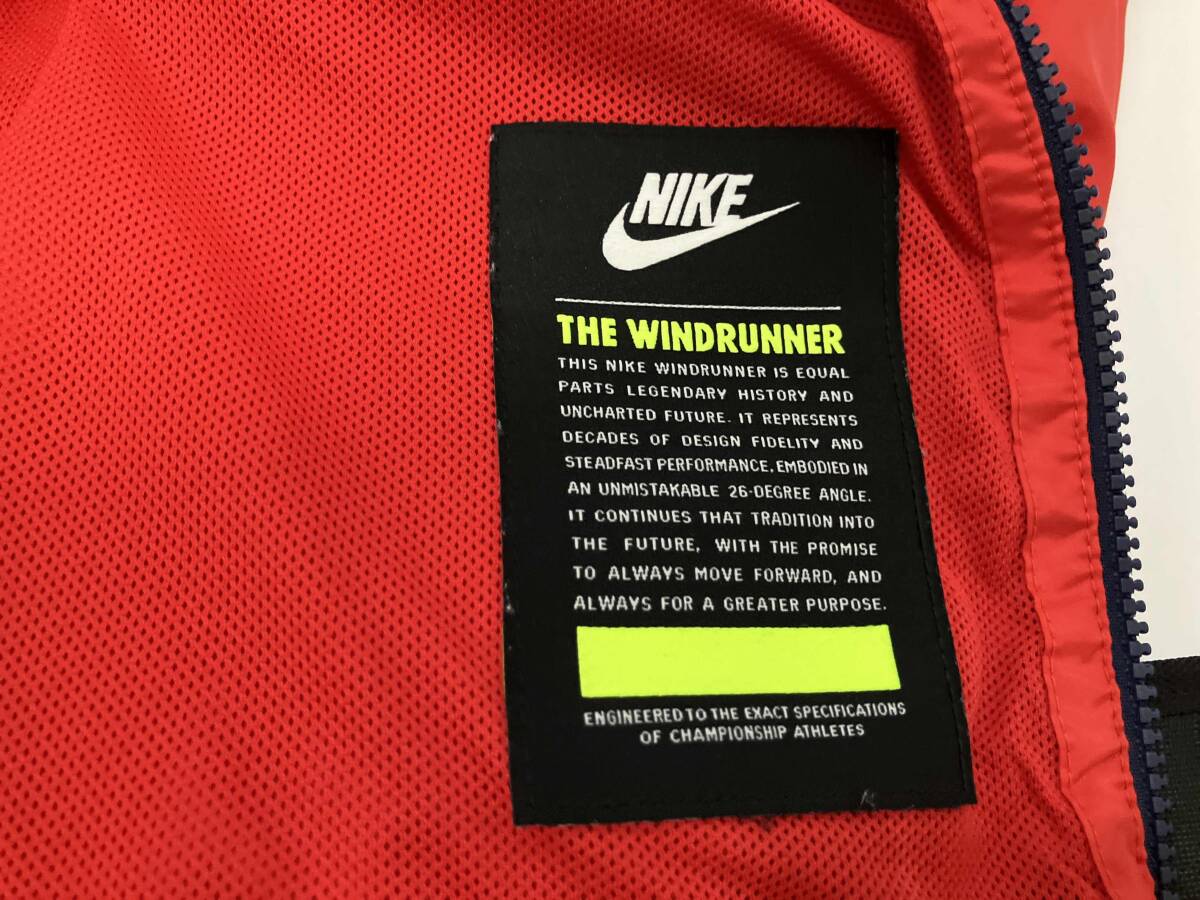 NIKE
THE WINDRUNNER
THIS NIKE WINDRUNNER IS EQUAL
PARTS LEGENDARY HISTORY AND
UNCHARTED FUTURE. IT REPRESENTS
DECADES OF DESIGN FIDELITY AND
STEADFAST PERFORMANCE, EMBODIED IN
AN UNMISTAKABLE 26-DEGREE ANGLE.
IT CONTINUES THAT TRADITION INTO
THE FUTURE, WITH THE PROMISE
TO ALWAYS MOVE FORWARD, AND
ALWAYS FOR A GREATER PURPOSE.
ENGINEERED TO THE EXACT SPECIFICATIONS
OF CHAMPIONSHIP ATHLETES